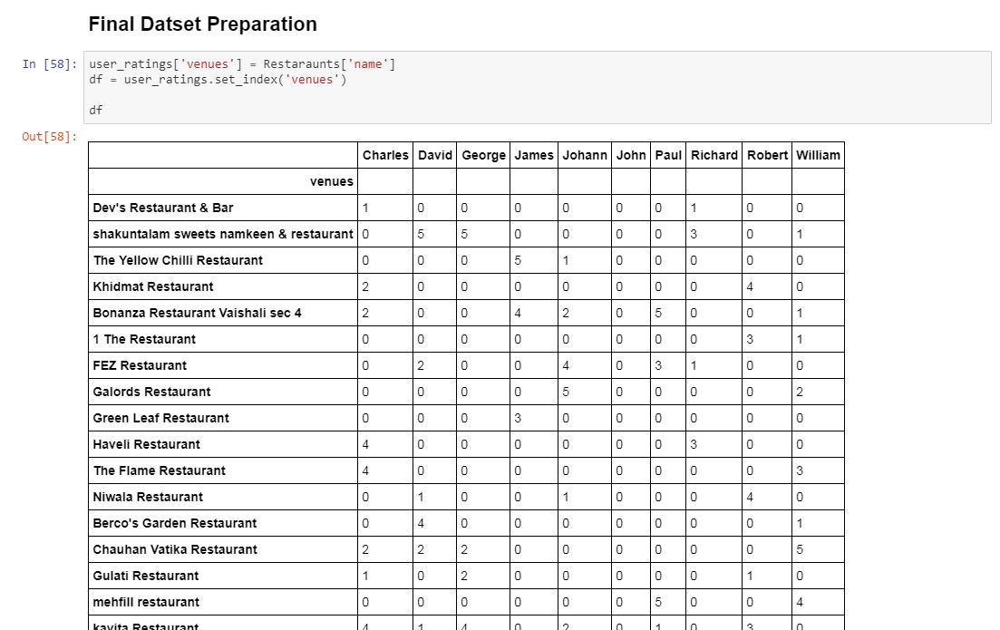 Final Datset Preparation
In [58]: user_ratings['venues'] = Restaraunts['name']
df = user_ratings.set_index('venues')
df
Out[58]:
Charles David George James Johann John Paul Richard Robert William
venues
Dev's Restaurant & Bar 1 0 0 0 0 0 0 1 0 0
shakuntalam sweets namkeen & restaurant 0 5 5 0 0 0 0 3 0 1
The Yellow Chilli Restaurant 0 0 0 5 1 0 0 0 0 0
Khidmat Restaurant 2 0 0 0 0 0 0 0 4 0
Bonanza Restaurant Vaishali sec 4 2 0 0 4 2 0 5 0 0 1
1 The Restaurant 0 0 0 0 0 0 0 0 3 1
FEZ Restaurant 0 2 0 0 4 0 3 1 0 0
Galords Restaurant 0 0 0 0 5 0 0 0 0 2
Green Leaf Restaurant 0 0 0 3 0 0 0 0 0 0
Haveli Restaurant 4 0 0 0 0 0 0 3 0 0
The Flame Restaurant 4 0 0 0 0 0 0 0 0 3
Niwala Restaurant 0 1 0 0 1 0 0 0 4 0
Berco's Garden Restaurant 0 4 0 0 0 0 0 0 0 1
Chauhan Vatika Restaurant 2 2 2 0 0 0 0 0 0 5
Gulati Restaurant 1 0 2 0 0 0 0 0 1 0
mehfill restaurant 0 0 0 0 0 0 5 0 0 4
kavita Restaurant 4 1 4 0 2 0 1 0 3 0